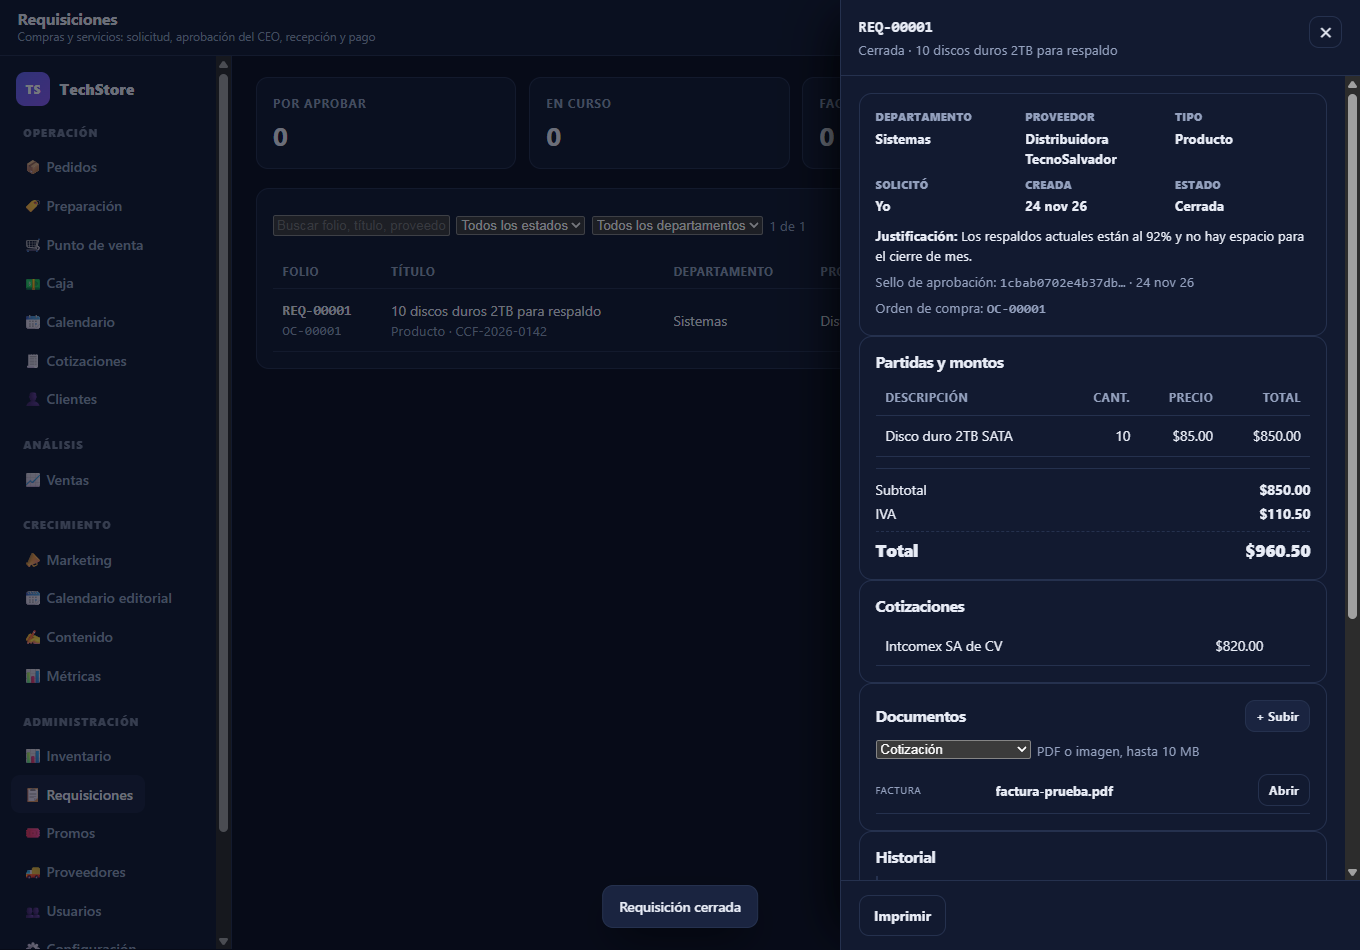 Requisiciones
Compras y servicios: solicitud, aprobación del CEO, recepción y pago
TS TechStore
OPERACIÓN
Pedidos
Preparación
Punto de venta
Caja
Calendario
Cotizaciones
Clientes
ANÁLISIS
Ventas
CRECIMIENTO
Marketing
Calendario editorial
Contenido
Métricas
ADMINISTRACIÓN
Inventario
Requisiciones
Promos
Proveedores
Usuarios
Configuración
POR APROBAR
0
EN CURSO
0
FAC
0
Buscar folio, título, proveedo
Todos los estados
Todos los departamentos
1 de 1
FOLIO TÍTULO DEPARTAMENTO PRO
REQ-00001 10 discos duros 2TB para respaldo Sistemas Dis
OC-00001 Producto · CCF-2026-0142
Requisición cerrada
REQ-00001
Cerrada · 10 discos duros 2TB para respaldo
✕
DEPARTAMENTO PROVEEDOR TIPO
Sistemas Distribuidora Producto
TecnoSalvador
SOLICITÓ CREADA ESTADO
Yo 24 nov 26 Cerrada
Justificación: Los respaldos actuales están al 92% y no hay espacio para
el cierre de mes.
Sello de aprobación: 1cbab0702e4b37db… · 24 nov 26
Orden de compra: OC-00001
Partidas y montos
DESCRIPCIÓN CANT. PRECIO TOTAL
Disco duro 2TB SATA 10 $85.00 $850.00
Subtotal $850.00
IVA $110.50
Total $960.50
Cotizaciones
Intcomex SA de CV $820.00
Documentos + Subir
Cotización PDF o imagen, hasta 10 MB
FACTURA factura-prueba.pdf Abrir
Historial
Imprimir